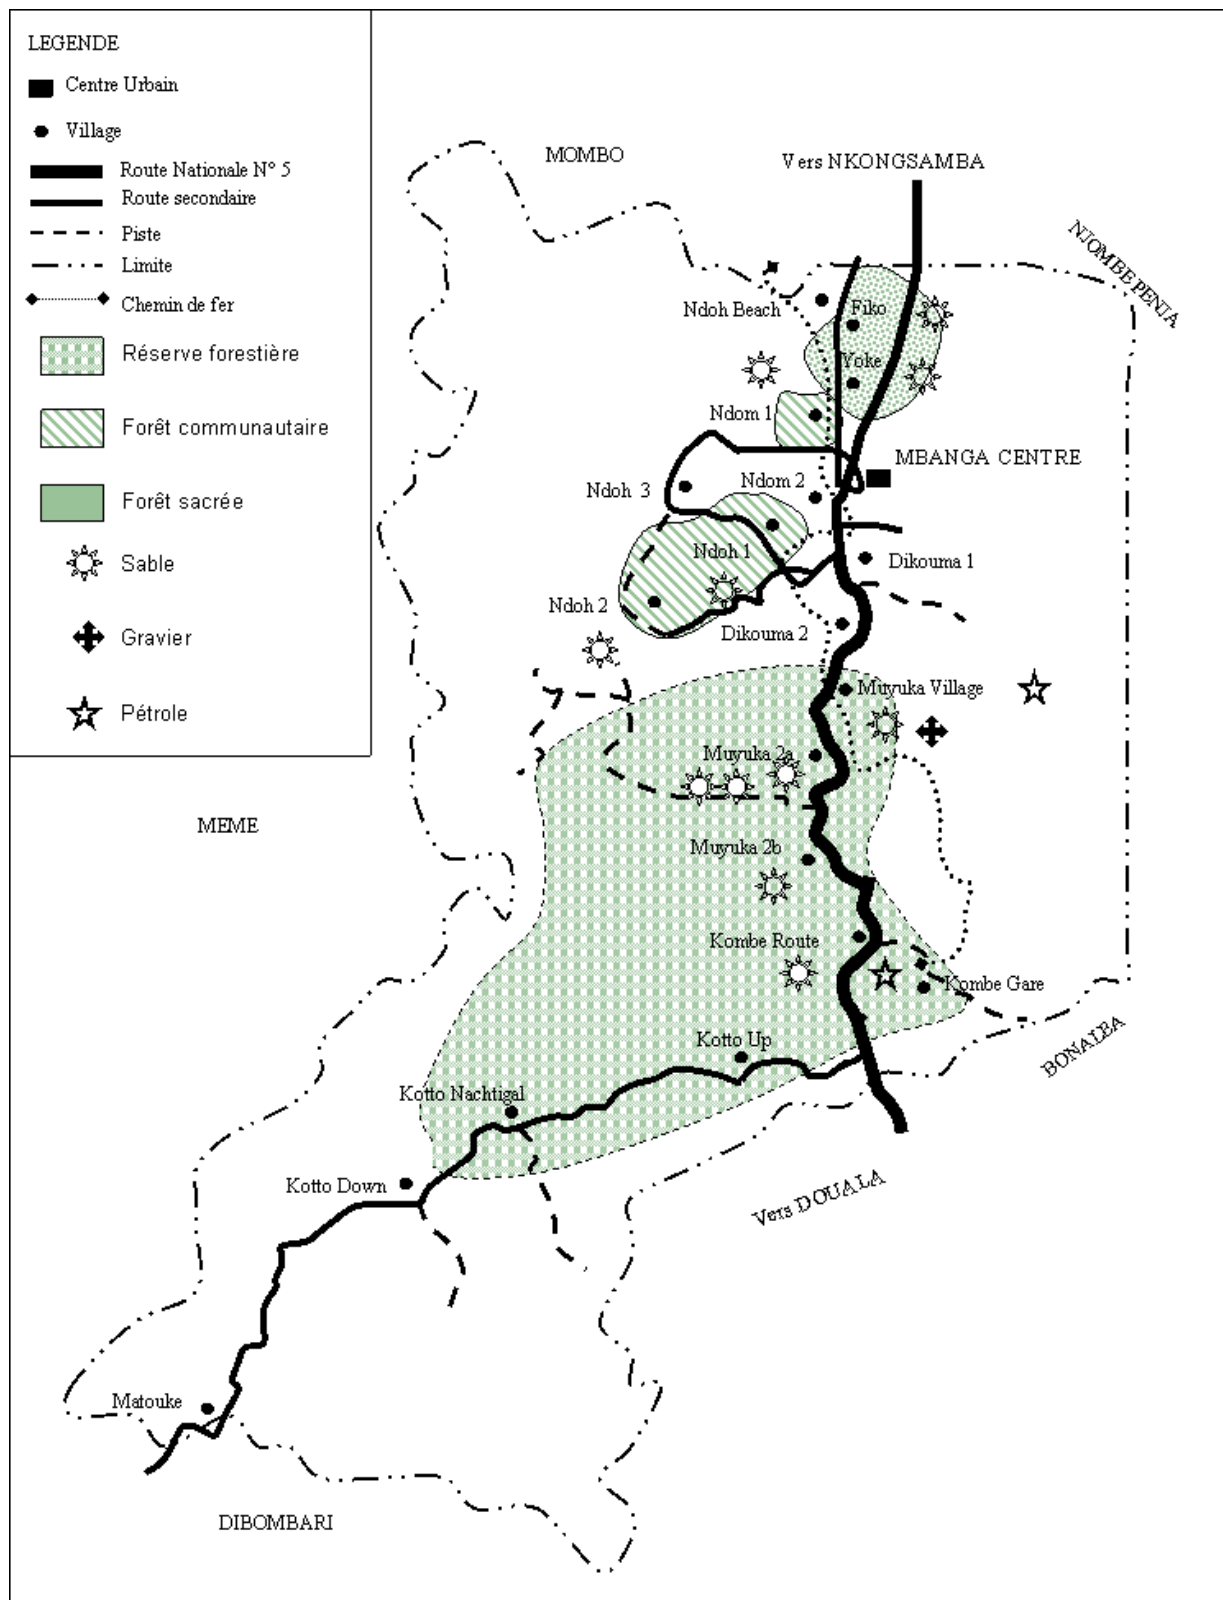 LEGENDE
Centre Urbain
Village
Route Nationale N° 5
Route secondaire
Piste
Limite
Chemin de fer
Réserve forestière
Forêt communautaire
Forêt sacrée
Sable
Gravier
Pétrole
MOMBO
Vers NKONGSAMBA
NJOMBE PENJA
Ndoh Beach
Fiko
Yoke
Ndom 1
MBANGA CENTRE
Ndoh 3
Ndom 2
Ndoh 1
Dikouma 1
Ndoh 2
Dikouma 2
Muyuka Village
Muyuka 2a
MEME
Muyuka 2b
Kombe Route
Kombe Gare
Kotto Up
BONALEA
Kotto Nachtigal
Kotto Down
Vers DOUALA
Matouke
DIBOMBARI